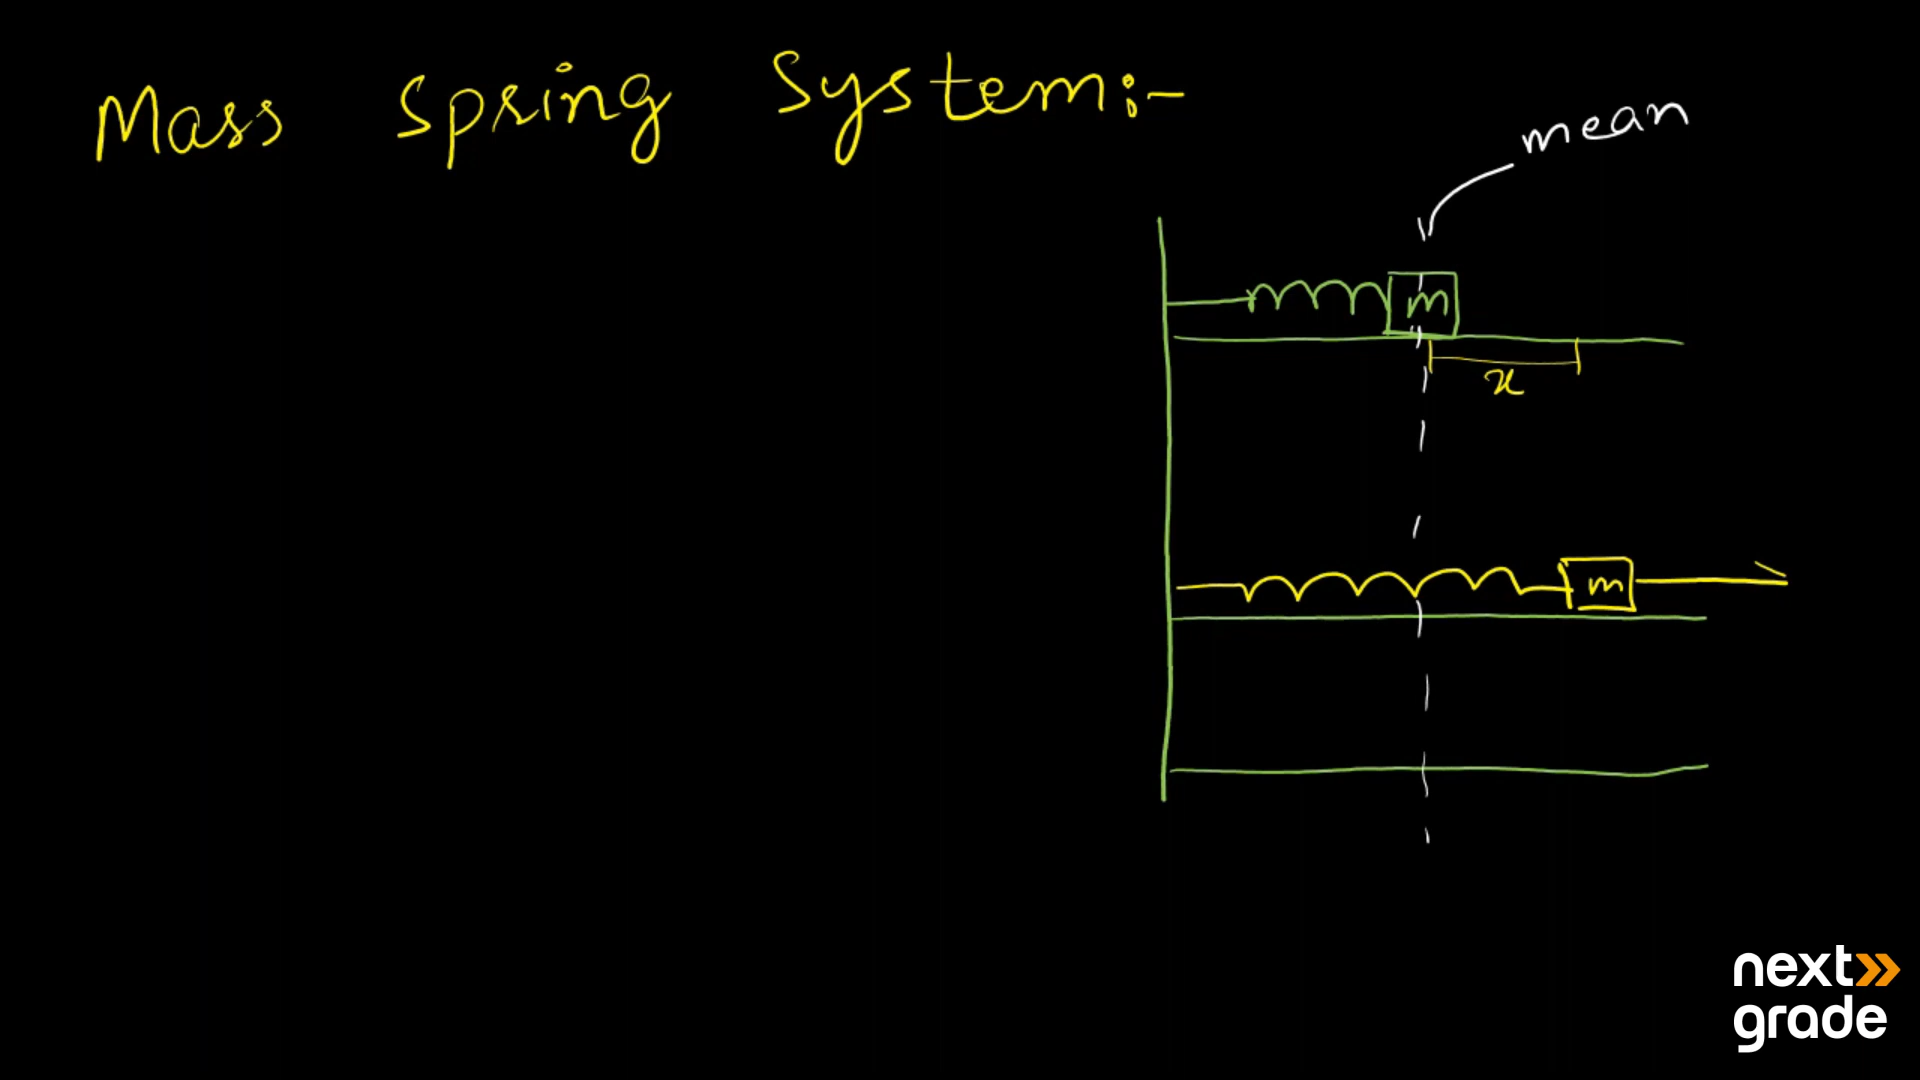 Mass Spring System:-
mean
m
x
m
next
grade